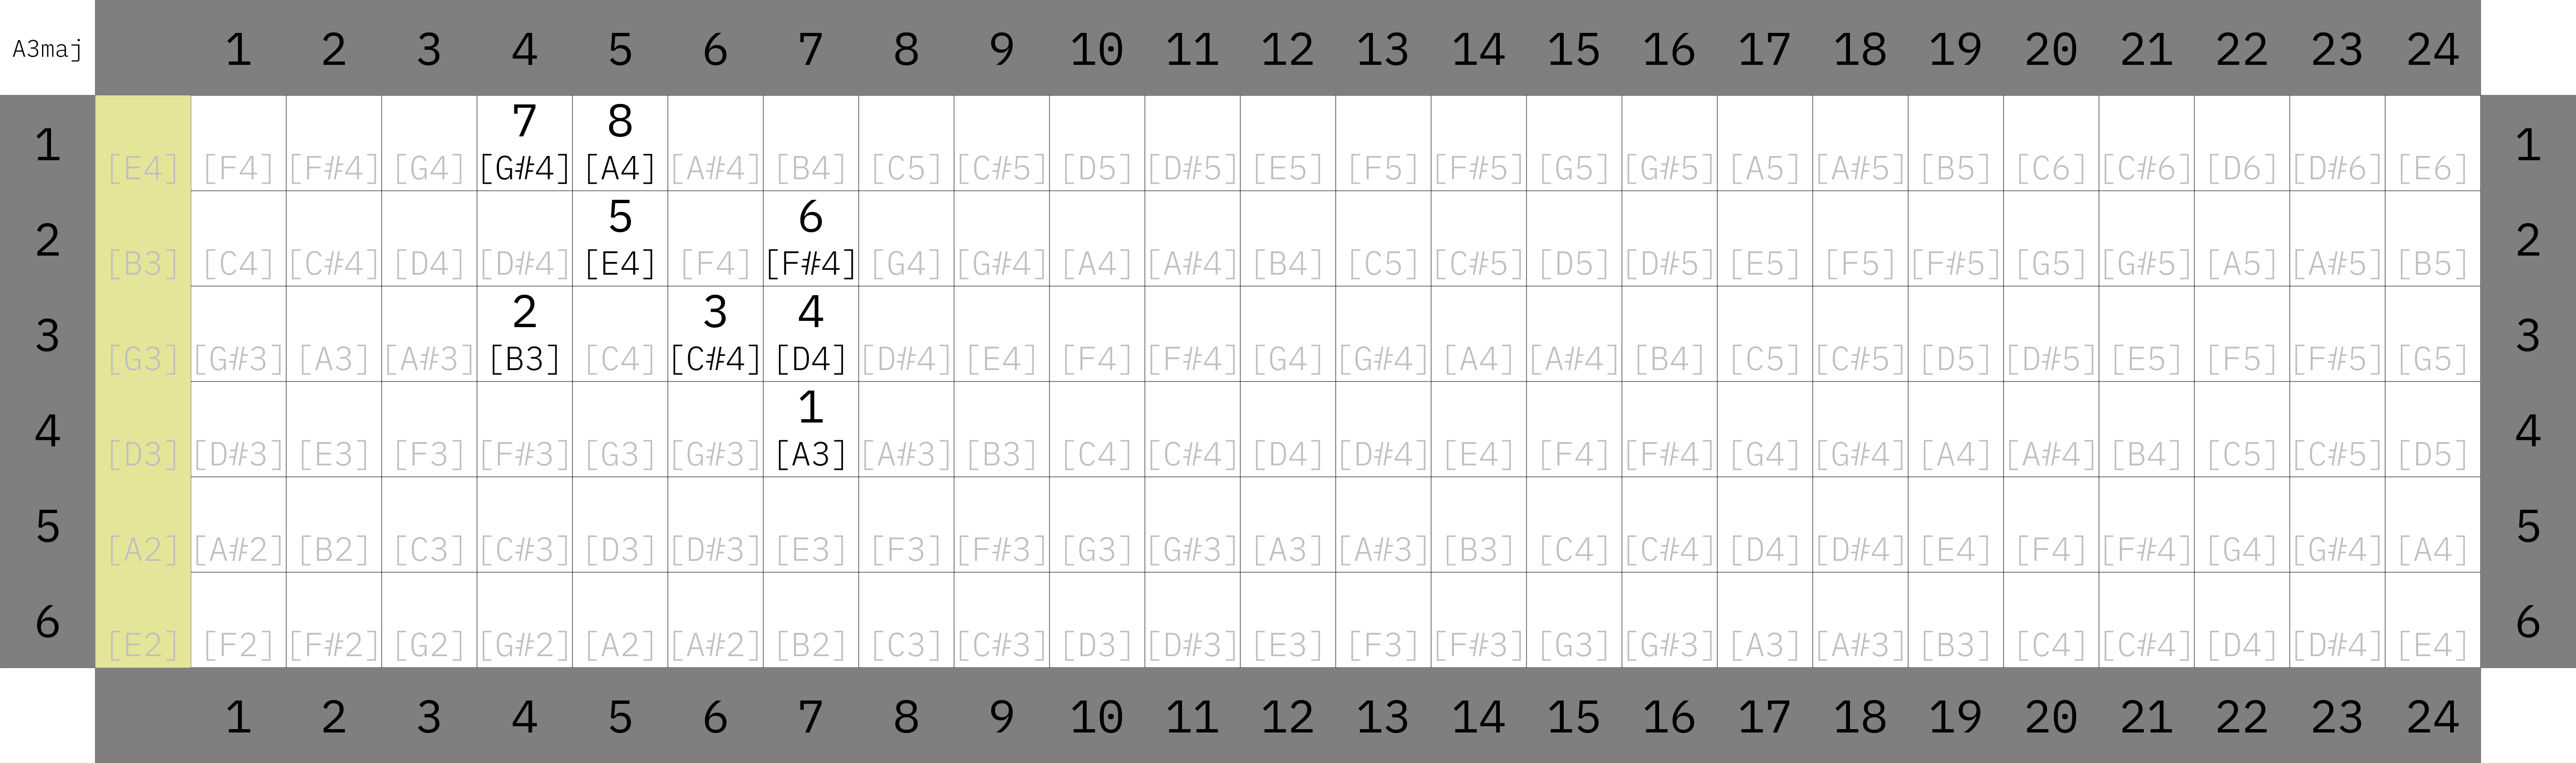 A3maj 1 2 3 4 5 6 7 8 9 10 11 12 13 14 15 16 17 18 19 20 21 22 23 24
7 8
1 [E4] [F4] [F#4] [G4] [G#4] [A4] [A#4] [B4] [C5] [C#5] [D5] [D#5] [E5] [F5] [F#5] [G5] [G#5] [A5] [A#5] [B5] [C6] [C#6] [D6] [D#6] [E6] 1
5 6
2 [B3] [C4] [C#4] [D4] [D#4] [E4] [F4] [F#4] [G4] [G#4] [A4] [A#4] [B4] [C5] [C#5] [D5] [D#5] [E5] [F5] [F#5] [G5] [G#5] [A5] [A#5] [B5] 2
2 3 4
3 [G3] [G#3] [A3] [A#3] [B3] [C4] [C#4] [D4] [D#4] [E4] [F4] [F#4] [G4] [G#4] [A4] [A#4] [B4] [C5] [C#5] [D5] [D#5] [E5] [F5] [F#5] [G5] 3
1
4 [D3] [D#3] [E3] [F3] [F#3] [G3] [G#3] [A3] [A#3] [B3] [C4] [C#4] [D4] [D#4] [E4] [F4] [F#4] [G4] [G#4] [A4] [A#4] [B4] [C5] [C#5] [D5] 4
5 [A2] [A#2] [B2] [C3] [C#3] [D3] [D#3] [E3] [F3] [F#3] [G3] [G#3] [A3] [A#3] [B3] [C4] [C#4] [D4] [D#4] [E4] [F4] [F#4] [G4] [G#4] [A4] 5
6 [E2] [F2] [F#2] [G2] [G#2] [A2] [A#2] [B2] [C3] [C#3] [D3] [D#3] [E3] [F3] [F#3] [G3] [G#3] [A3] [A#3] [B3] [C4] [C#4] [D4] [D#4] [E4] 6
1 2 3 4 5 6 7 8 9 10 11 12 13 14 15 16 17 18 19 20 21 22 23 24